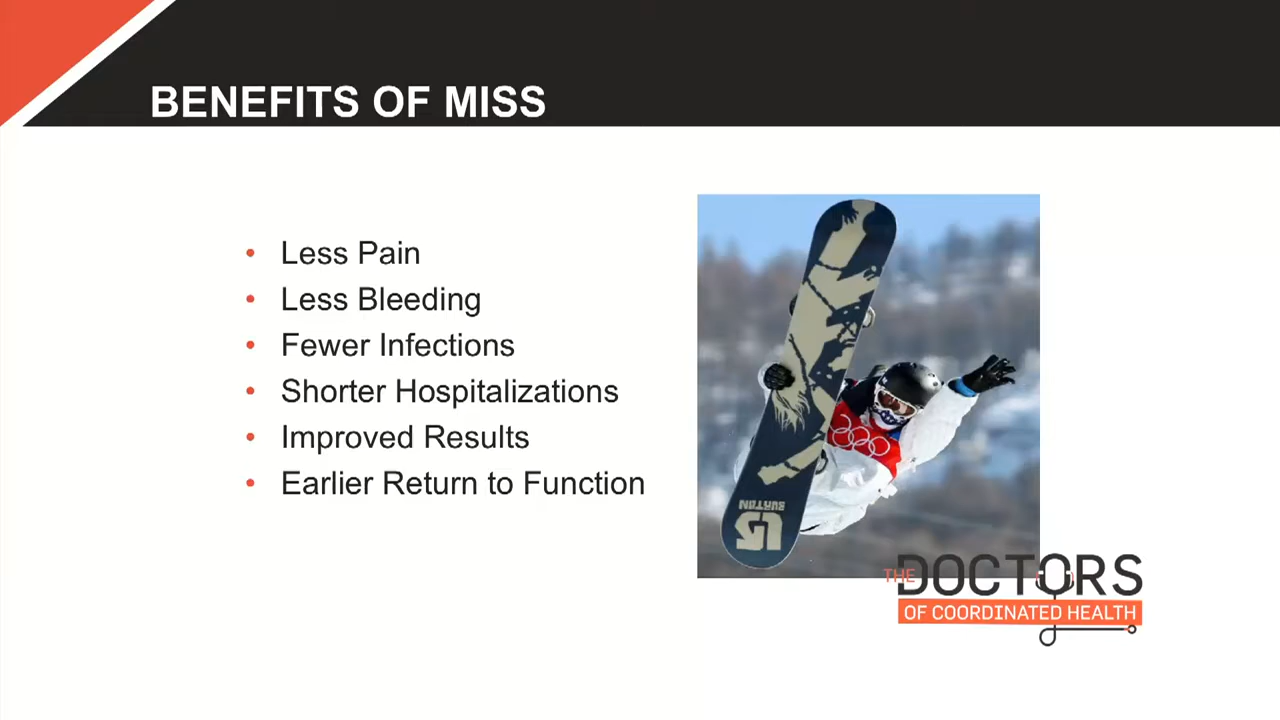 BENEFITS OF MISS
Less Pain
Less Bleeding
Fewer Infections
Shorter Hospitalizations
Improved Results
Earlier Return to Function
BURTON
THE DOCTORS
OF COORDINATED HEALTH